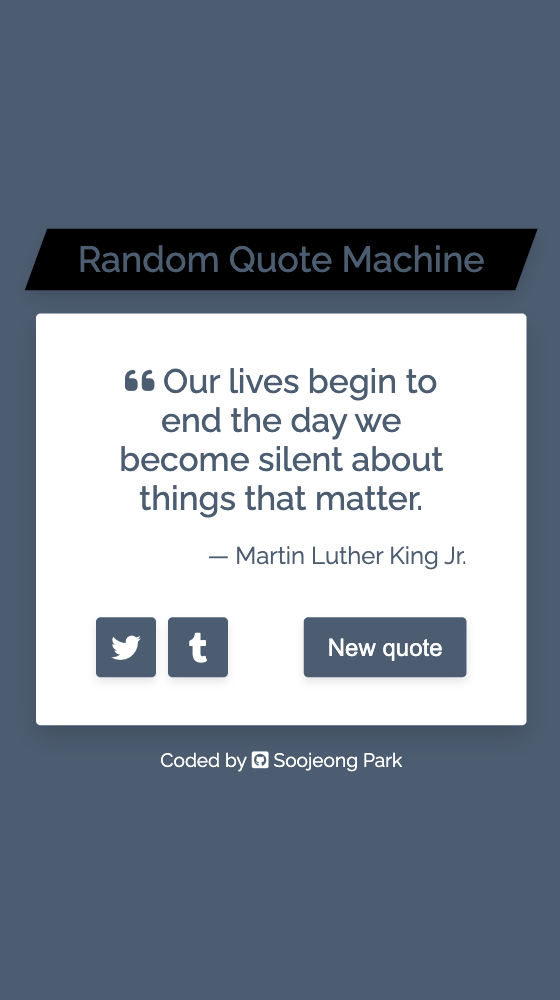 Random Quote Machine
❝ Our lives begin to
end the day we
become silent about
things that matter.
— Martin Luther King Jr.
New quote
Coded by Soojeong Park